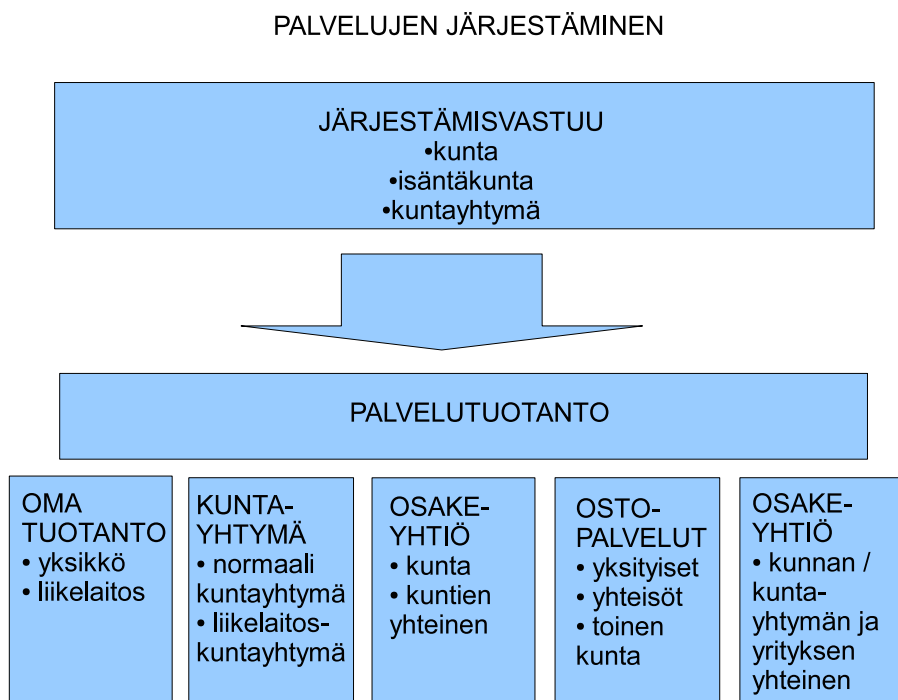 PALVELUJEN JÄRJESTÄMINEN
JÄRJESTÄMISVASTUU
•kunta
•isäntäkunta
•kuntayhtymä
PALVELUTUOTANTO
OMA
TUOTANTO
• yksikkö
• liikelaitos
KUNTA-
YHTYMÄ
• normaali
kuntayhtymä
• liikelaitos-
kuntayhtymä
OSAKE-
YHTIÖ
• kunta
• kuntien
yhteinen
OSTO-
PALVELUT
• yksityiset
• yhteisöt
• toinen
kunta
OSAKE-
YHTIÖ
• kunnan /
kunta-
yhtymän ja
yrityksen
yhteinen